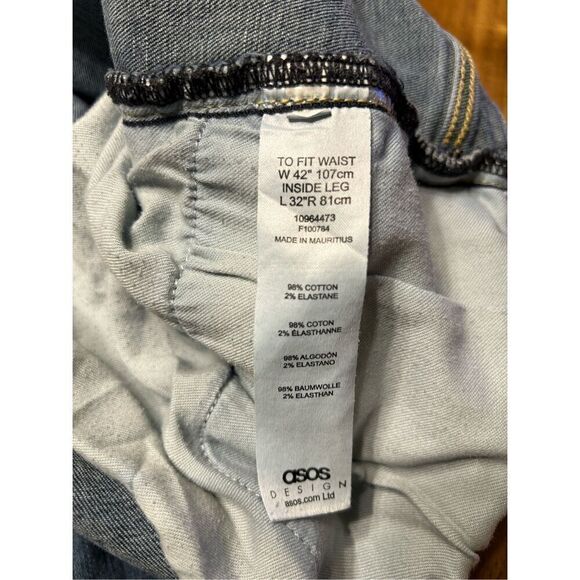 TO FIT WAIST
W 42" 107cm
INSIDE LEG
L 32"R 81cm
10964473
F100784
MADE IN MAURITIUS
98% COTTON
2% ELASTANE
98% COTON
2% ÉLASTHANNE
98% ALGODÓN
2% ELASTANO
98% BAUMWOLLE
2% ELASTHAN
asos
DESIGN
asos.com Ltd